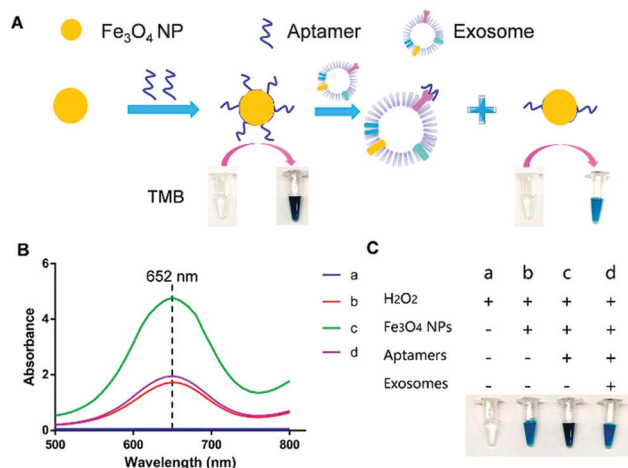 A
Fe₃O₄ NP
Aptamer
Exosome
TMB
B
652 nm
6
4
2
0
Absorbance
500 600 700 800
Wavelength (nm)
a
b
c
d
C
a b c d
H₂O₂ + + + +
Fe₃O₄ NPs - + + +
Aptamers - - + +
Exosomes - - - +